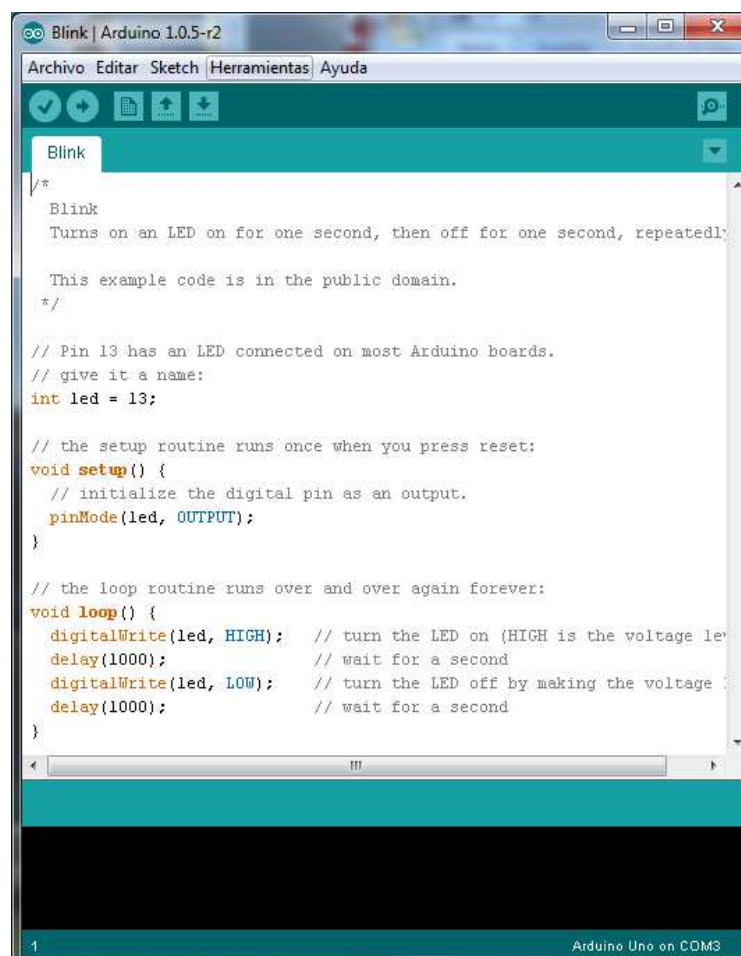 Blink | Arduino 1.0.5-r2
Archivo Editar Sketch Herramientas Ayuda
Blink
/*
  Blink
  Turns on an LED on for one second, then off for one second, repeatedl

  This example code is in the public domain.
 */

// Pin 13 has an LED connected on most Arduino boards.
// give it a name:
int led = 13;

// the setup routine runs once when you press reset:
void setup() {
  // initialize the digital pin as an output.
  pinMode(led, OUTPUT);
}

// the loop routine runs over and over again forever:
void loop() {
  digitalWrite(led, HIGH);   // turn the LED on (HIGH is the voltage le
  delay(1000);               // wait for a second
  digitalWrite(led, LOW);    // turn the LED off by making the voltage
  delay(1000);               // wait for a second
}
1
Arduino Uno on COM3